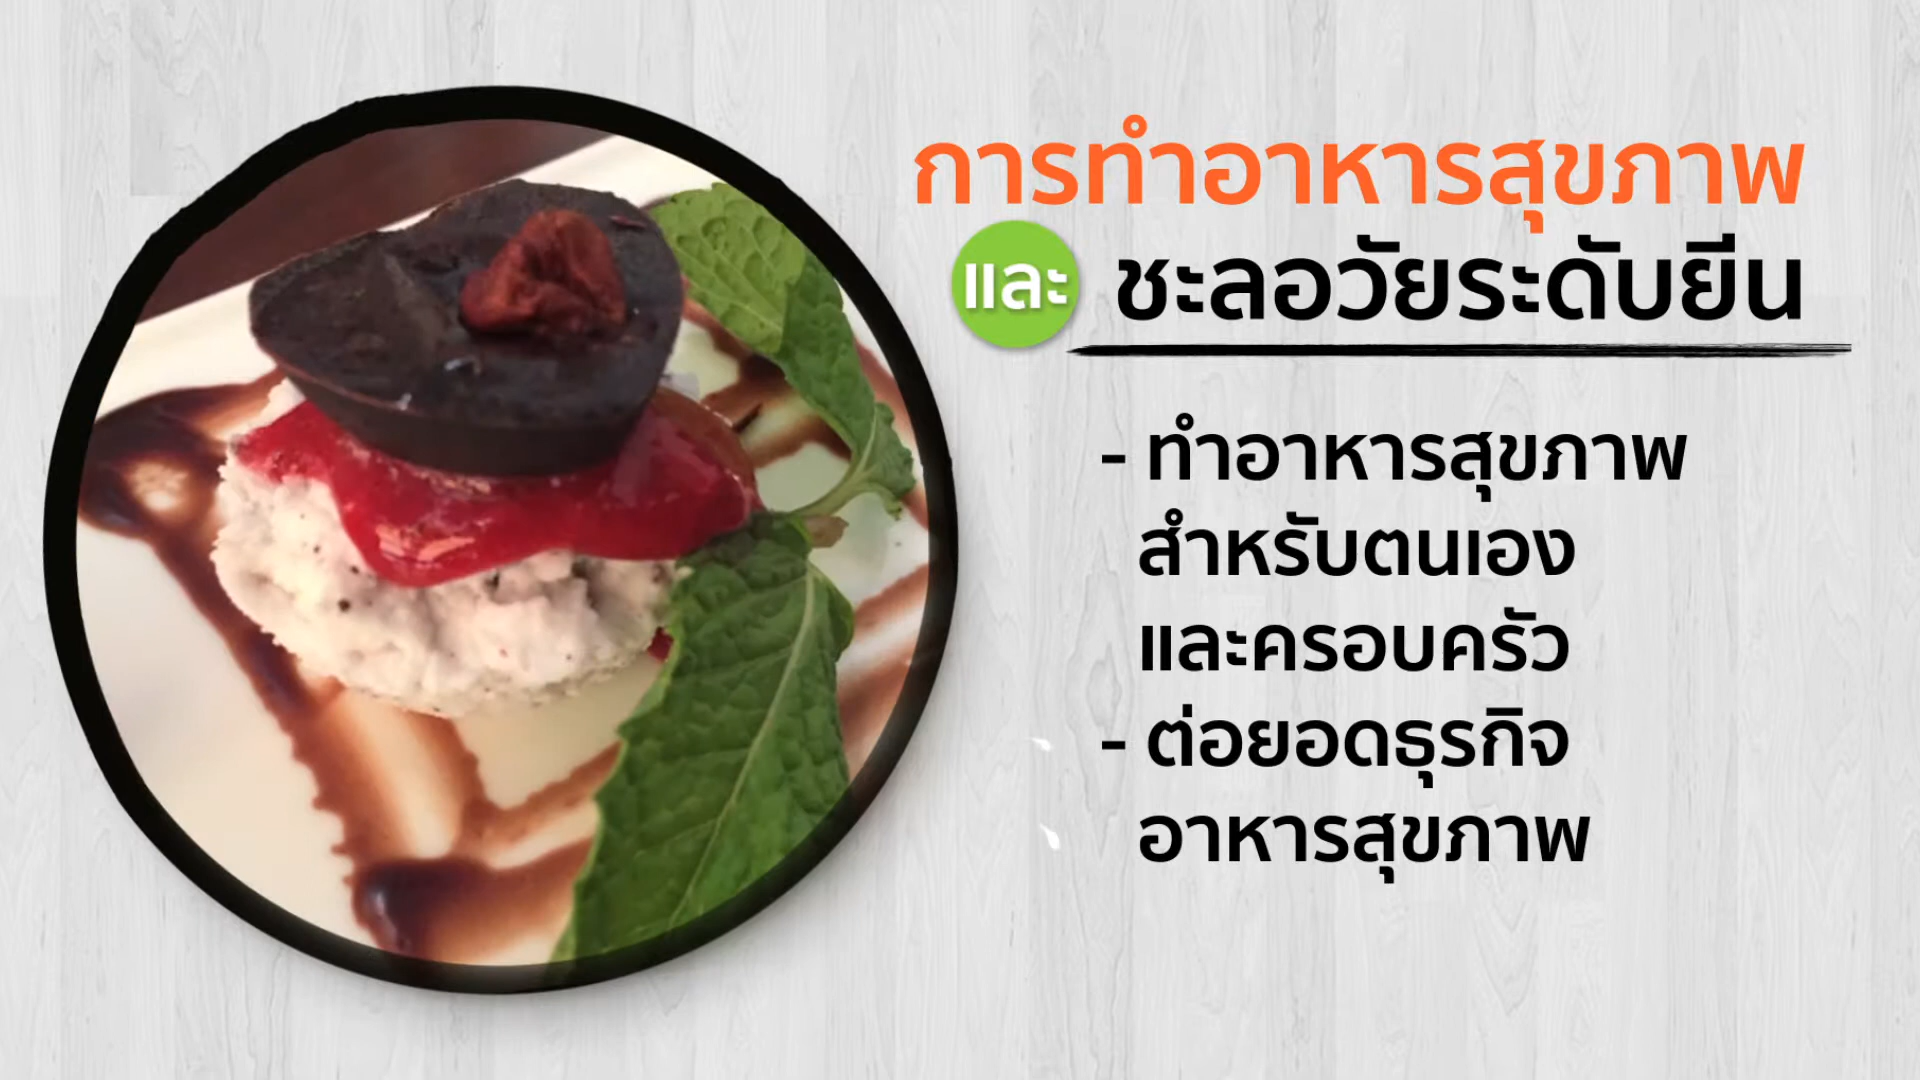 การทำอาหารสุขภาพ
และ ชะลอวัยระดับยีน
- ทำอาหารสุขภาพ
สำหรับตนเอง
และครอบครัว
- ต่อยอดธุรกิจ
อาหารสุขภาพ